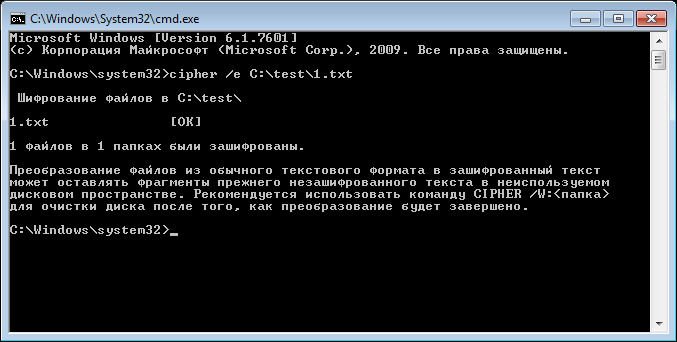 C:\Windows\System32\cmd.exe
Microsoft Windows [Version 6.1.7601]
(c) Корпорация Майкрософт (Microsoft Corp.), 2009. Все права защищены.
C:\Windows\system32>cipher /e C:\test\1.txt
Шифрование файлов в C:\test\
1.txt [OK]
1 файлов в 1 папках были зашифрованы.
Преобразование файлов из обычного текстового формата в зашифрованный текст
может оставлять фрагменты прежнего незашифрованного текста в неиспользуемом
дисковом пространстве. Рекомендуется использовать команду CIPHER /W:<папка>
для очистки диска после того, как преобразование будет завершено.
C:\Windows\system32>_